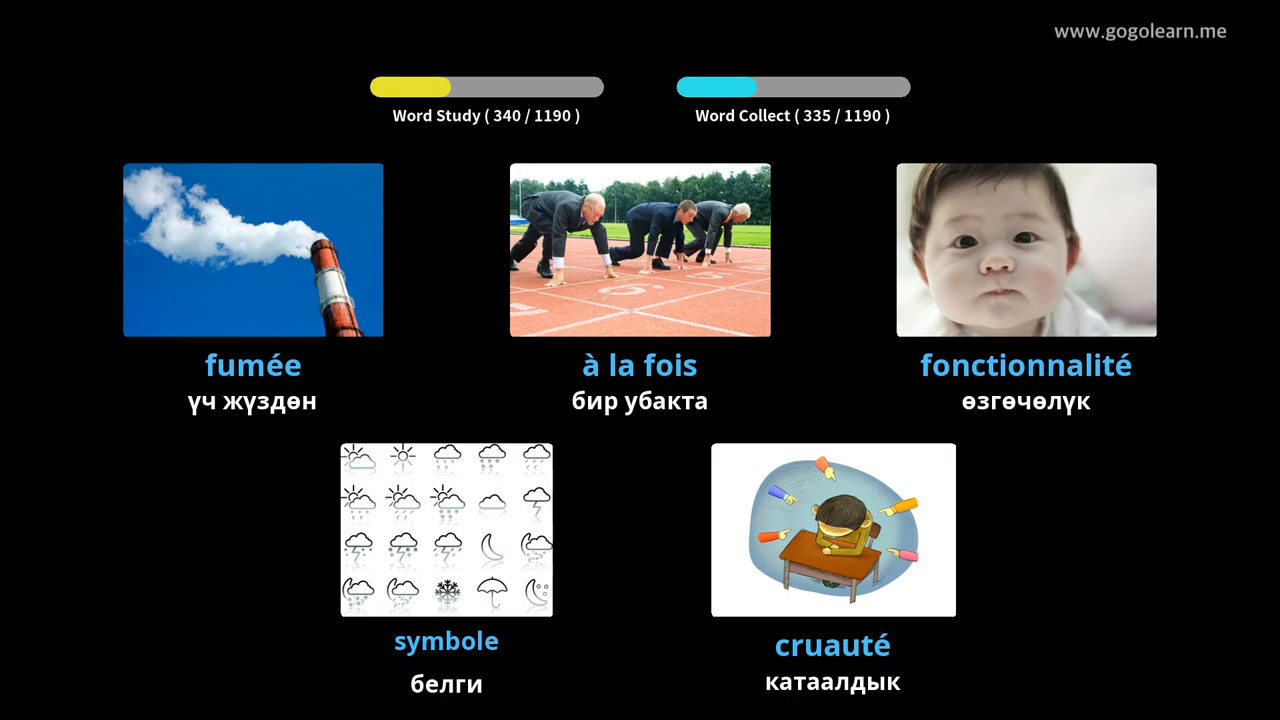 www.gogolearn.me
Word Study ( 340 / 1190 )
Word Collect ( 335 / 1190 )
fumée
үч жүздөн
à la fois
бир убакта
fonctionnalité
өзгөчөлүк
symbole
белги
cruauté
катаалдык